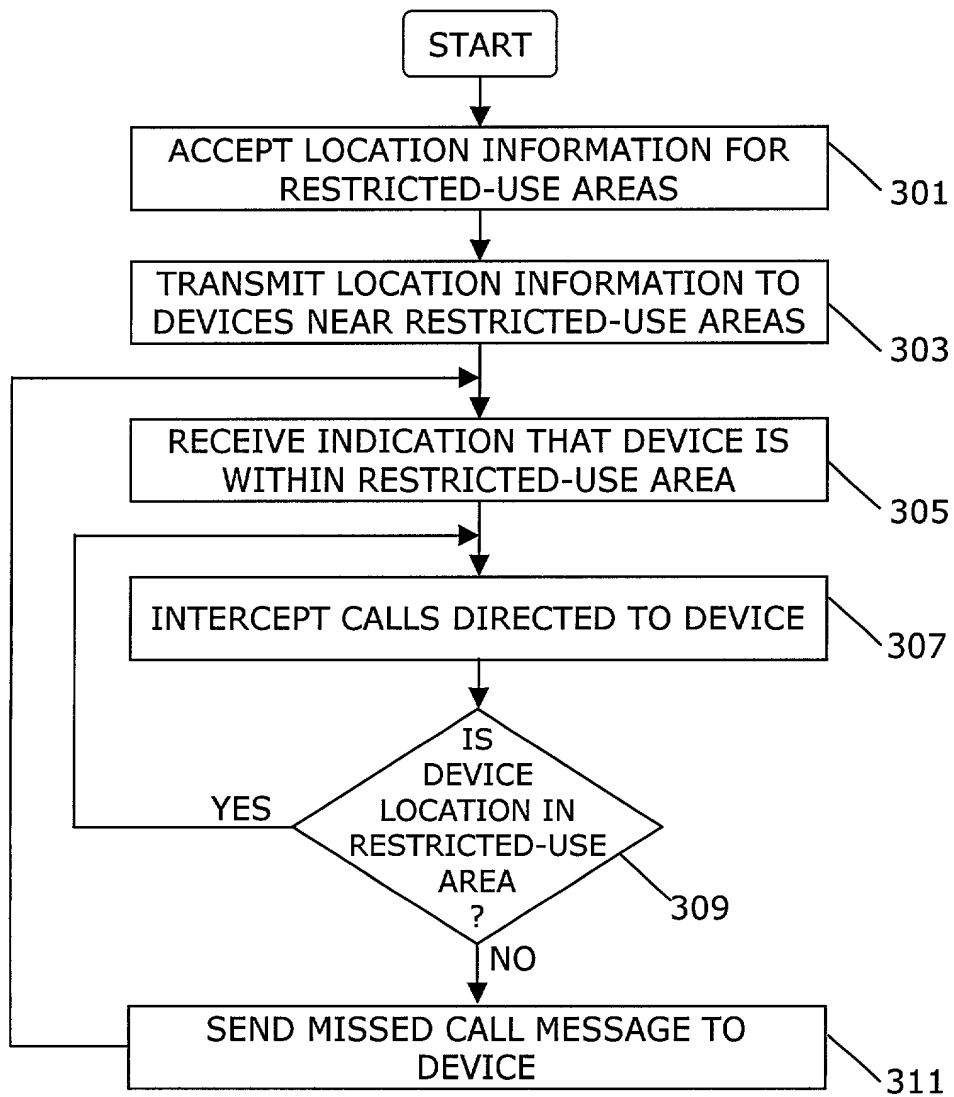 START
ACCEPT LOCATION INFORMATION FOR
RESTRICTED-USE AREAS
301
TRANSMIT LOCATION INFORMATION TO
DEVICES NEAR RESTRICTED-USE AREAS
303
RECEIVE INDICATION THAT DEVICE IS
WITHIN RESTRICTED-USE AREA
305
INTERCEPT CALLS DIRECTED TO DEVICE
307
IS
DEVICE
LOCATION IN
RESTRICTED-USE
AREA
?
YES
309
NO
SEND MISSED CALL MESSAGE TO
DEVICE
311